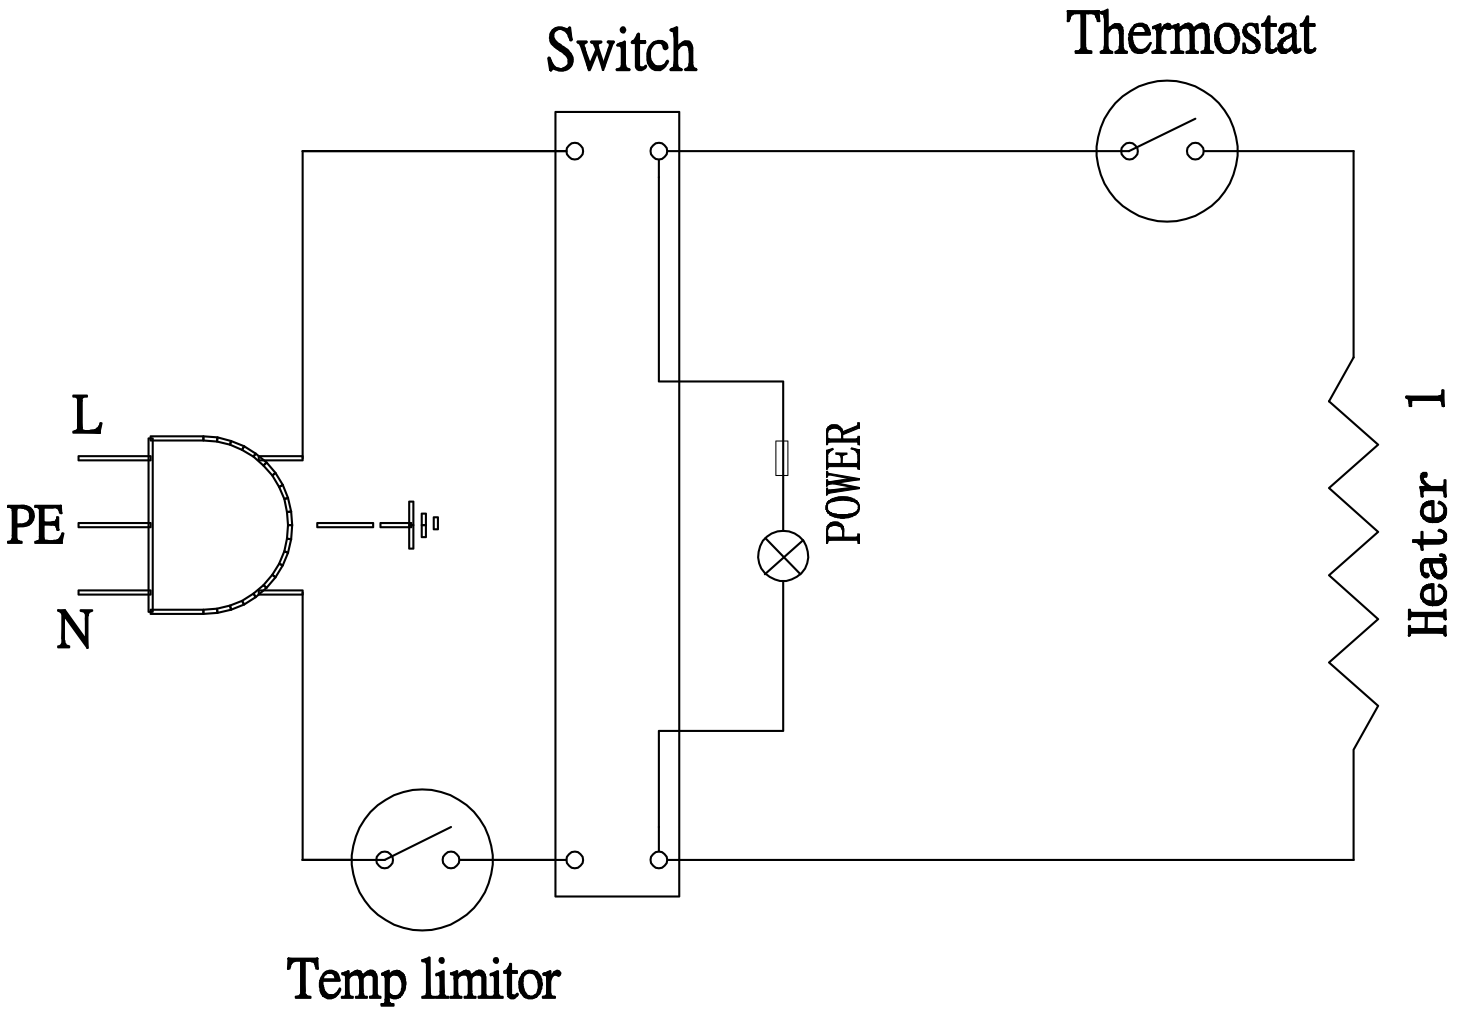 Thermostat
Switch
L
PE
N
POWER
Heater 1
Temp limitor